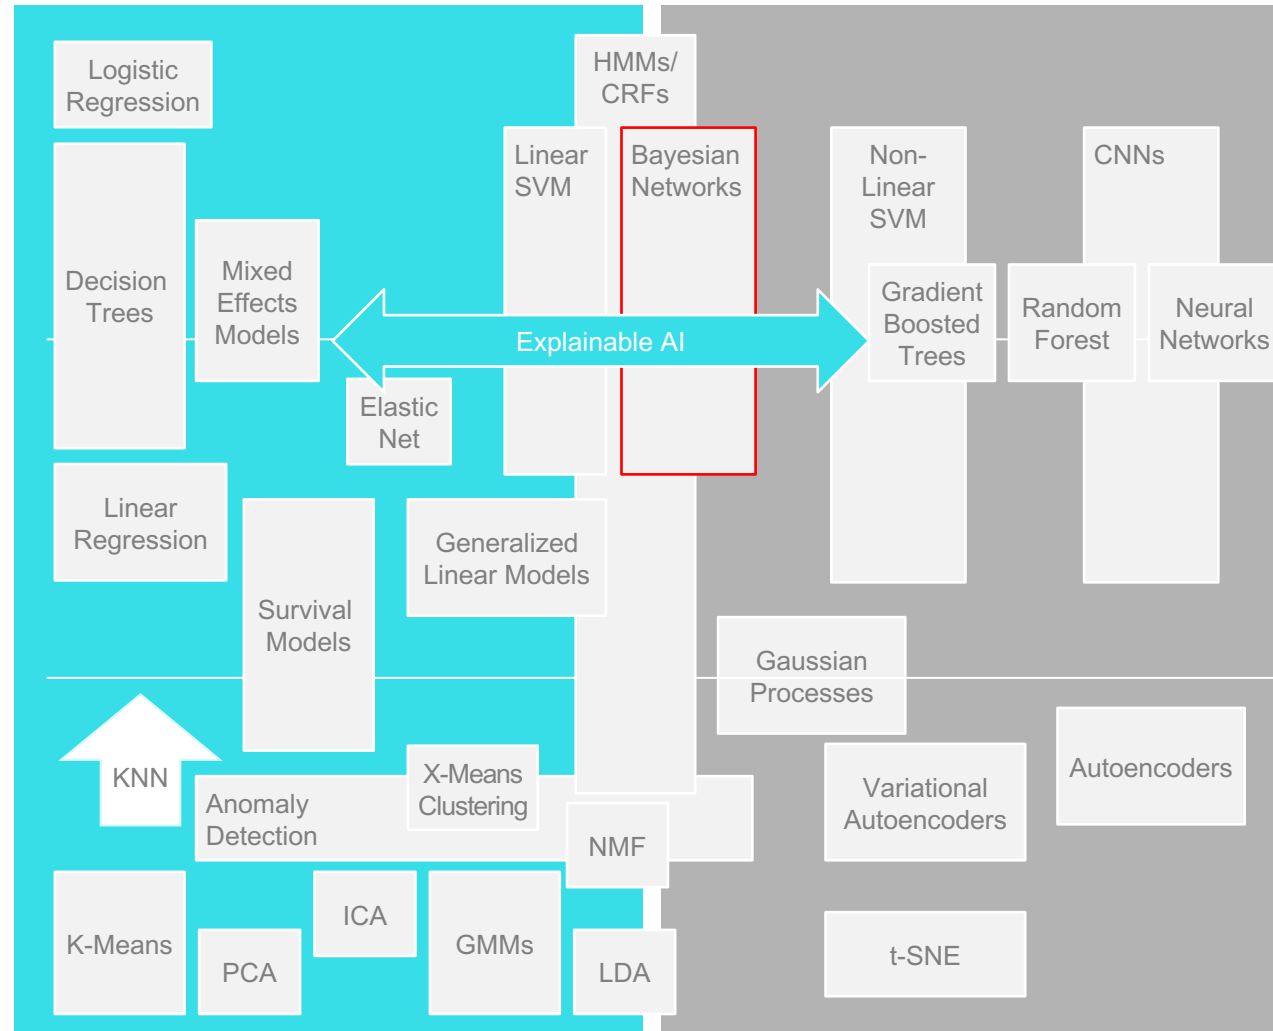 Logistic
Regression
HMMs/
CRFs
Linear
SVM
Bayesian
Networks
Non-
Linear
SVM
CNNs
Decision
Trees
Mixed
Effects
Models
Explainable AI
Gradient
Boosted
Trees
Random
Forest
Neural
Networks
Elastic
Net
Linear
Regression
Generalized
Linear Models
Survival
Models
Gaussian
Processes
KNN
Anomaly
Detection
X-Means
Clustering
NMF
Variational
Autoencoders
Autoencoders
K-Means
PCA
ICA
GMMs
LDA
t-SNE